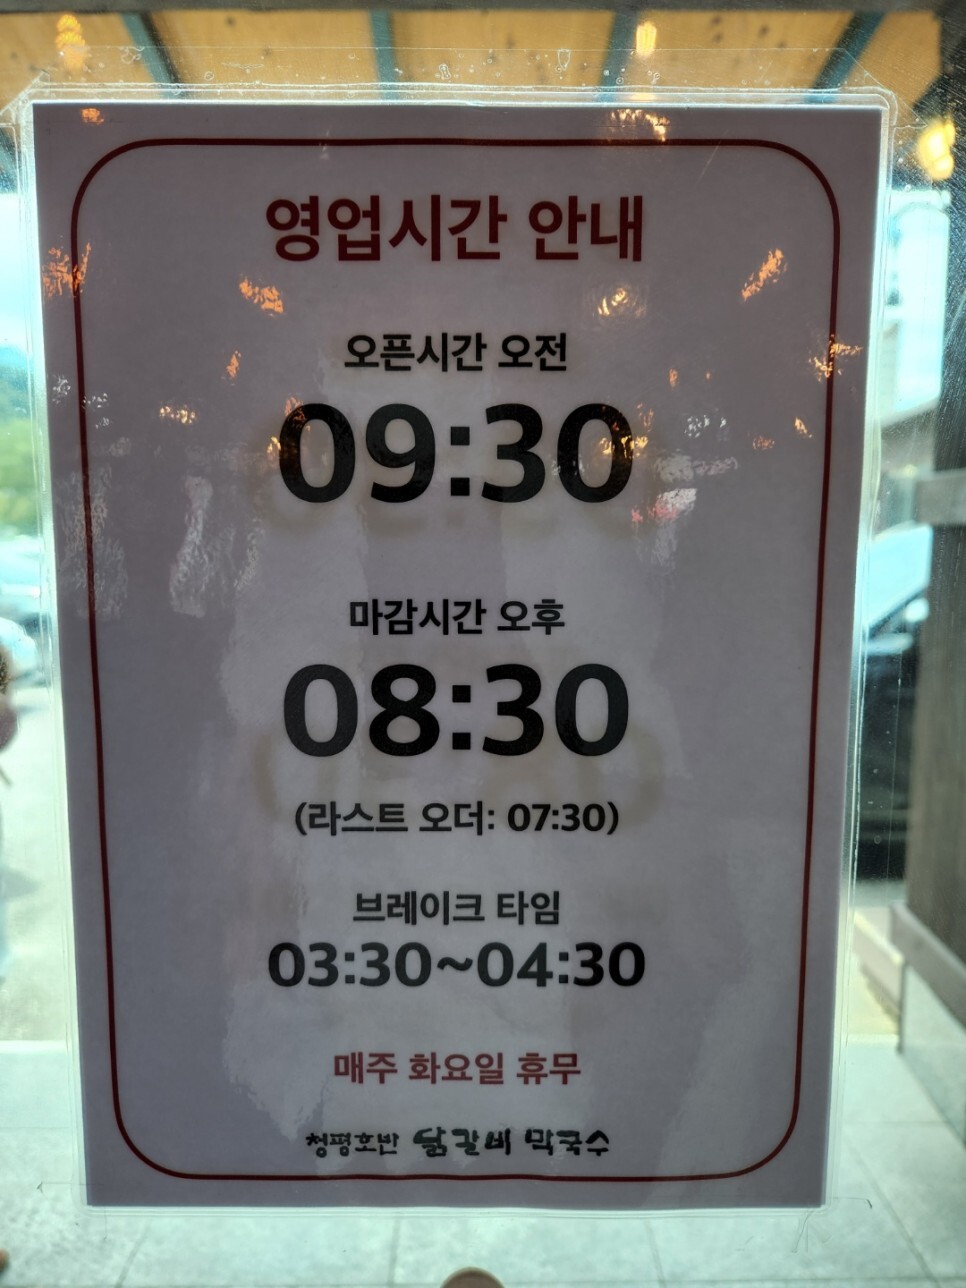 영업시간 안내
오픈시간 오전
09:30
마감시간 오후
08:30
(라스트 오더: 07:30)
브레이크 타임
03:30~04:30
매주 화요일 휴무
청평호반 닭갈비 막국수